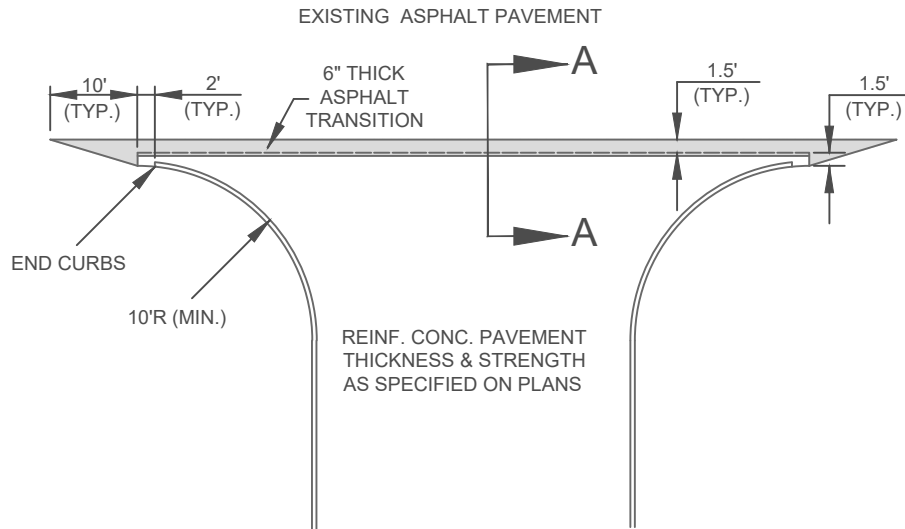 EXISTING ASPHALT PAVEMENT
10'
(TYP.)
2'
(TYP.)
6" THICK
ASPHALT
TRANSITION
A
1.5'
(TYP.)
1.5'
(TYP.)
A
END CURBS
10'R (MIN.)
REINF. CONC. PAVEMENT
THICKNESS & STRENGTH
AS SPECIFIED ON PLANS